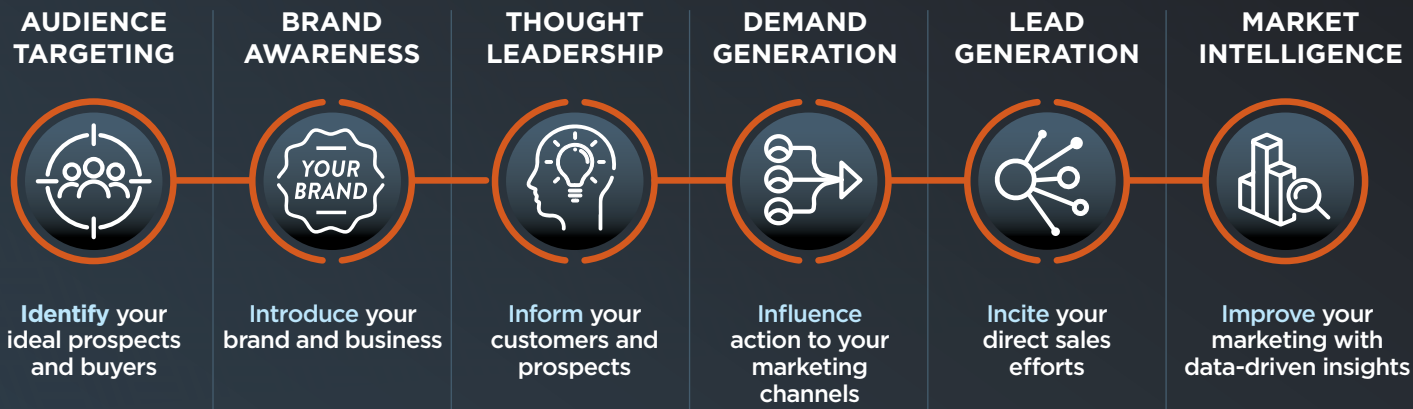 AUDIENCE
TARGETING
Identify your
ideal prospects
and buyers
BRAND
AWARENESS
YOUR
BRAND
Introduce your
brand and business
THOUGHT
LEADERSHIP
Inform your
customers and
prospects
DEMAND
GENERATION
Influence
action to your
marketing
channels
LEAD
GENERATION
Incite your
direct sales
efforts
MARKET
INTELLIGENCE
Improve your
marketing with
data-driven insights